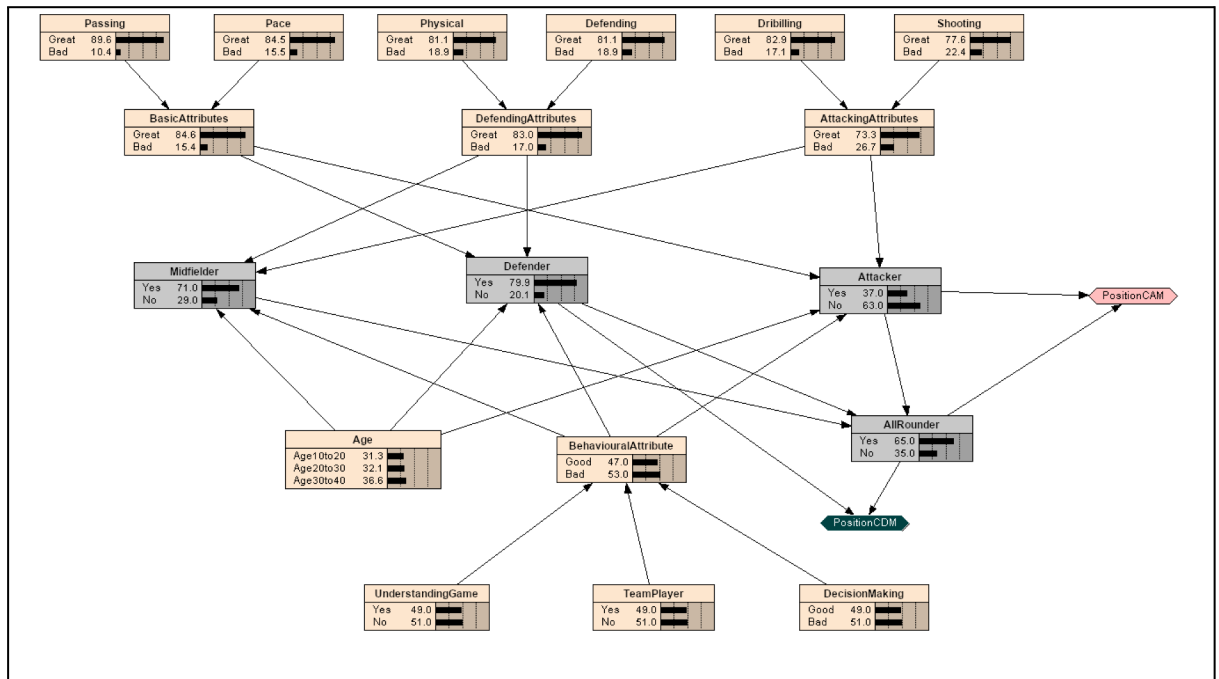 Passing
Great 89.6
Bad 10.4
Pace
Great 84.5
Bad 15.5
Physical
Great 81.1
Bad 18.9
Defending
Great 81.1
Bad 18.9
Dribilling
Great 82.9
Bad 17.1
Shooting
Great 77.6
Bad 22.4
BasicAttributes
Great 84.6
Bad 15.4
DefendingAttributes
Great 83.0
Bad 17.0
AttackingAttributes
Great 73.3
Bad 26.7
Midfielder
Yes 71.0
No 29.0
Defender
Yes 79.9
No 20.1
Attacker
Yes 37.0
No 63.0
PositionCAM
Age
Age10to20 31.3
Age20to30 32.1
Age30to40 36.6
BehaviouralAttribute
Good 47.0
Bad 53.0
AllRounder
Yes 65.0
No 35.0
PositionCDM
UnderstandingGame
Yes 49.0
No 51.0
TeamPlayer
Yes 49.0
No 51.0
DecisionMaking
Good 49.0
Bad 51.0